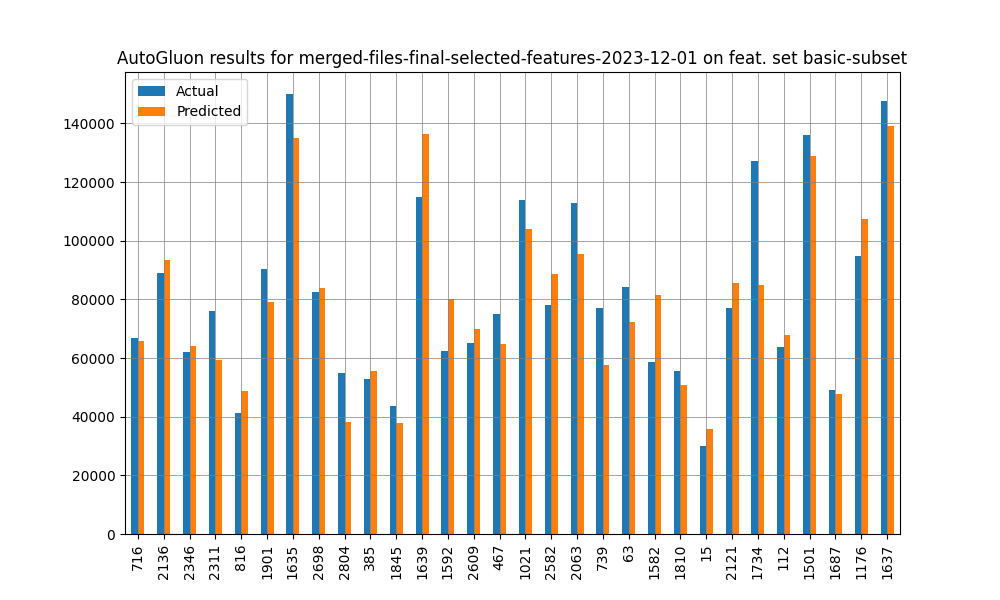 AutoGluon results for merged-files-final-selected-features-2023-12-01 on feat. set basic-subset
Actual
Predicted
140000
120000
100000
80000
60000
40000
20000
0
716 2136 2346 2311 816 1901 1635 2698 2804 385 1845 1639 1592 2609 467 1021 2582 2063 739 63 1582 1810 15 2121 1734 112 1501 1687 1176 1637